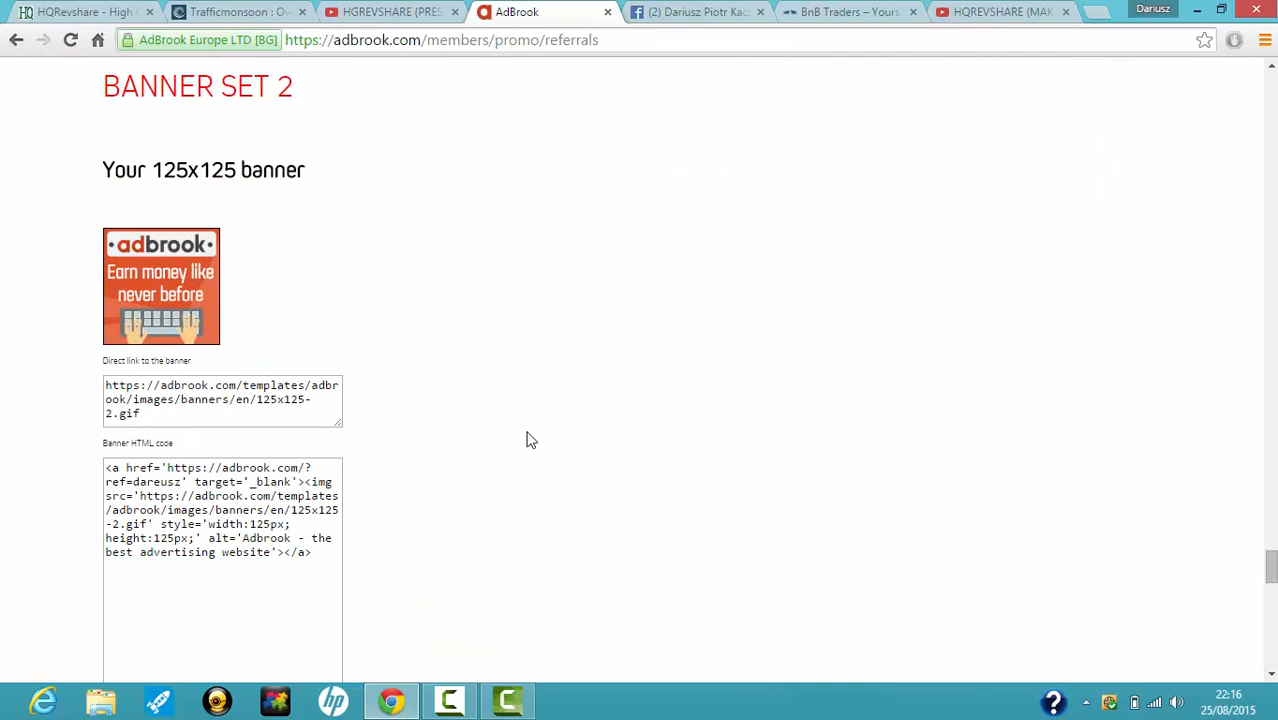 HQRevshare - High
Trafficmonsoon : Ov
HGREVSHARE (PRES
AdBrook
(2) Dariusz Piotr Kac
BnB Traders – Yours
HQREVSHARE (MAK
Dariusz
AdBrook Europe LTD [BG]
https://adbrook.com/members/promo/referrals
BANNER SET 2
Your 125x125 banner
adbrook
Earn money like
never before
Direct link to the banner
https://adbrook.com/templates/adbr
ook/images/banners/en/125x125-
2.gif
Banner HTML code
<a href='https://adbrook.com/?
ref=dareusz' target='_blank'><img
src='https://adbrook.com/templates
/adbrook/images/banners/en/125x125
-2.gif' style='width:125px;
height:125px;' alt='Adbrook - the
best advertising website'></a>
hp
22:16
25/08/2015